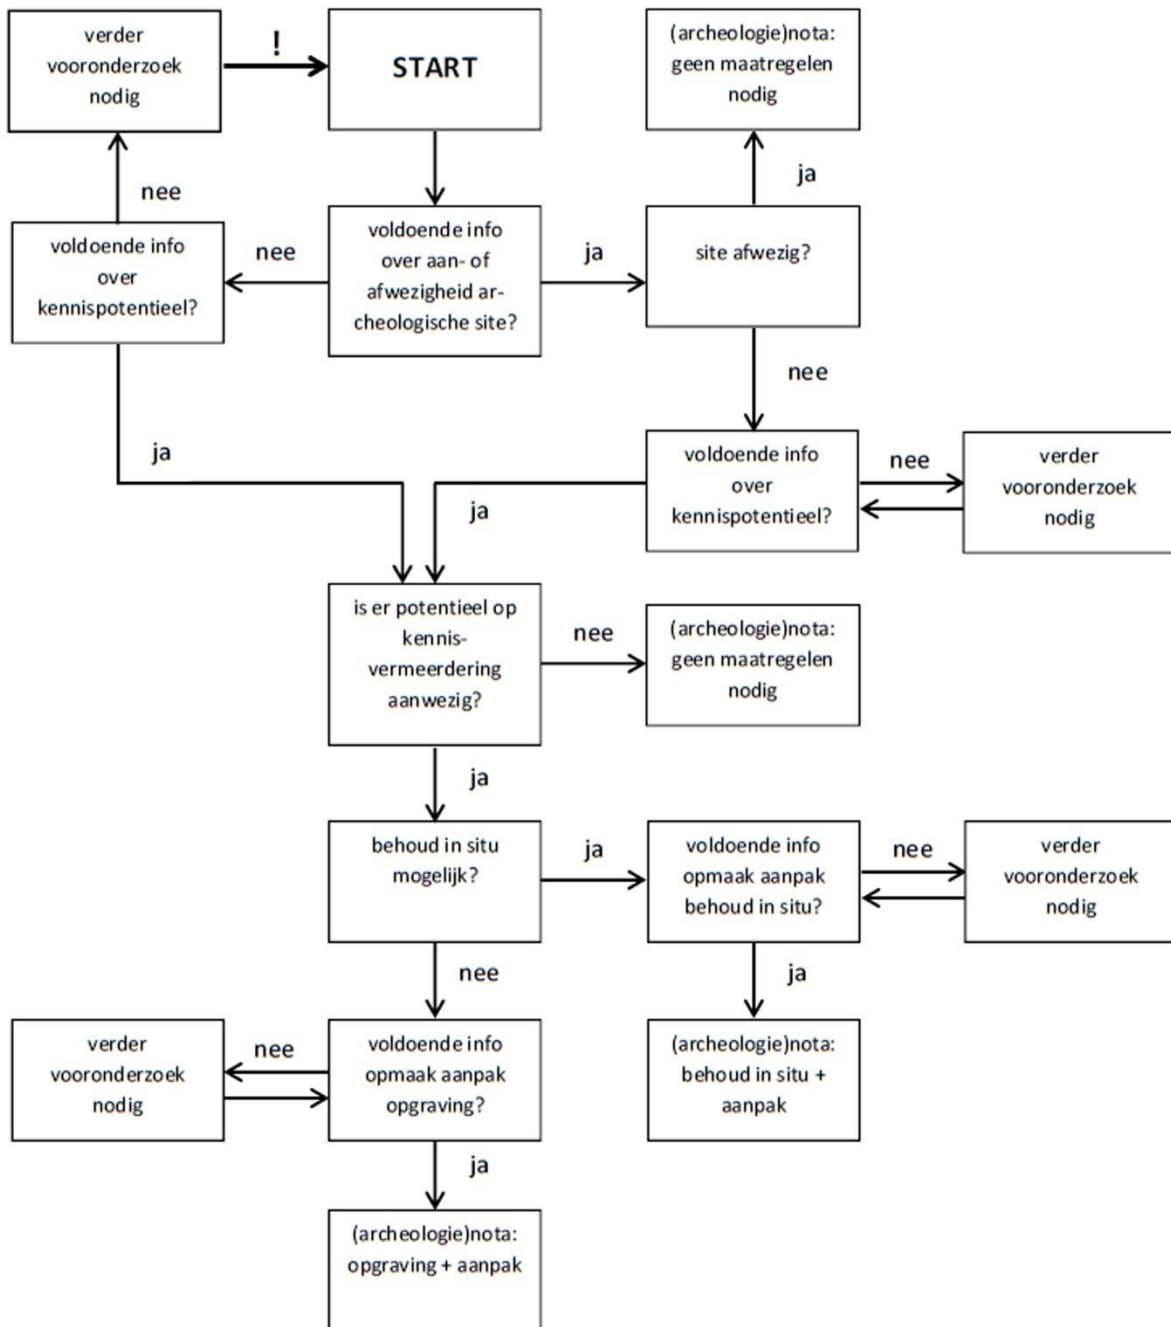 verder
vooronderzoek
nodig
!
START
(archeologie)nota:
geen maatregelen
nodig
nee
ja
voldoende info
over
kennispotentieel?
nee
voldoende info
over aan- of
afwezigheid ar-
cheologische site?
ja
site afwezig?
nee
ja
voldoende info
over
kennispotentieel?
nee
verder
vooronderzoek
nodig
ja
is er potentieel op
kennis-
vermeerdering
aanwezig?
nee
(archeologie)nota:
geen maatregelen
nodig
ja
behoud in situ
mogelijk?
ja
voldoende info
opmaak aanpak
behoud in situ?
nee
verder
vooronderzoek
nodig
nee
ja
verder
vooronderzoek
nodig
nee
voldoende info
opmaak aanpak
opgraving?
(archeologie)nota:
behoud in situ +
aanpak
ja
(archeologie)nota:
opgraving + aanpak